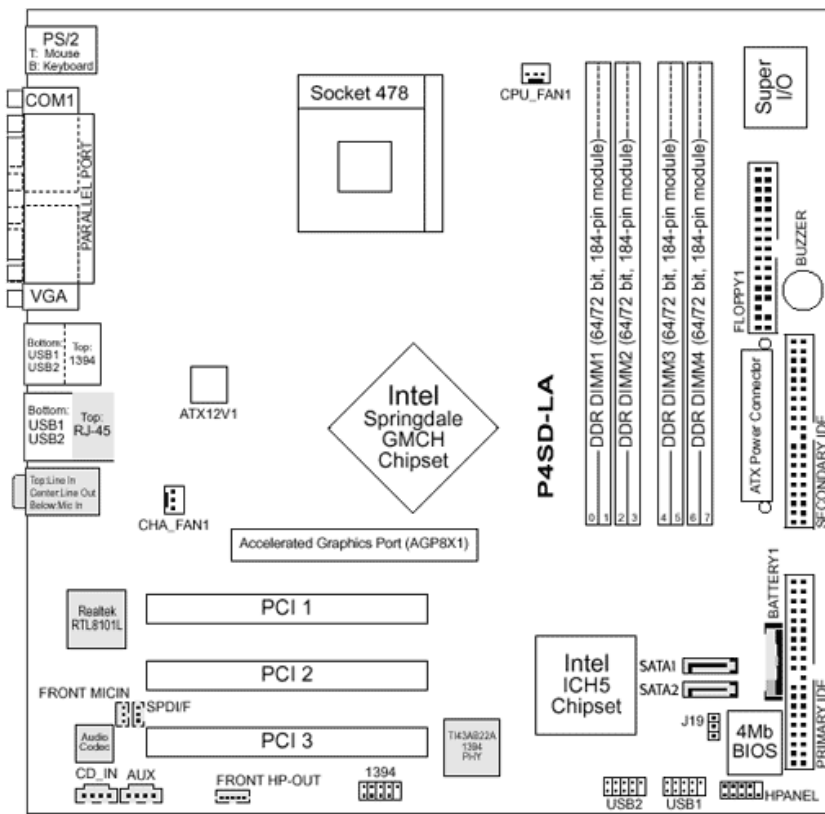 PS/2
T: Mouse
B: Keyboard
COM1
PARALLEL PORT
VGA
Bottom:
USB1
USB2
Top:
1394
Bottom:
USB1
USB2
Top:
RJ-45
Top:Line In
Center:Line Out
Below:Mic In
Socket 478
CPU_FAN1
Super
I/O
DDR DIMM1 (64/72 bit, 184-pin module)
DDR DIMM2 (64/72 bit, 184-pin module)
DDR DIMM3 (64/72 bit, 184-pin module)
DDR DIMM4 (64/72 bit, 184-pin module)
0 1
2 3
4 5
6 7
FLOPPY1
BUZZER
ATX Power Connector
SECONDARY IDE
ATX12V1
Intel
Springdale
GMCH
Chipset
P4SD-LA
CHA_FAN1
Accelerated Graphics Port (AGP8X1)
Realtek
RTL8101L
PCI 1
PCI 2
PCI 3
Intel
ICH5
Chipset
SATA1
SATA2
BATTERY1
PRIMARY IDE
FRONT MICIN
SPDI/F
Audio
Codec
TI43AB22A
1394
PHY
J19
4Mb
BIOS
CD_IN
AUX
FRONT HP-OUT
1394
USB2
USB1
HPANEL